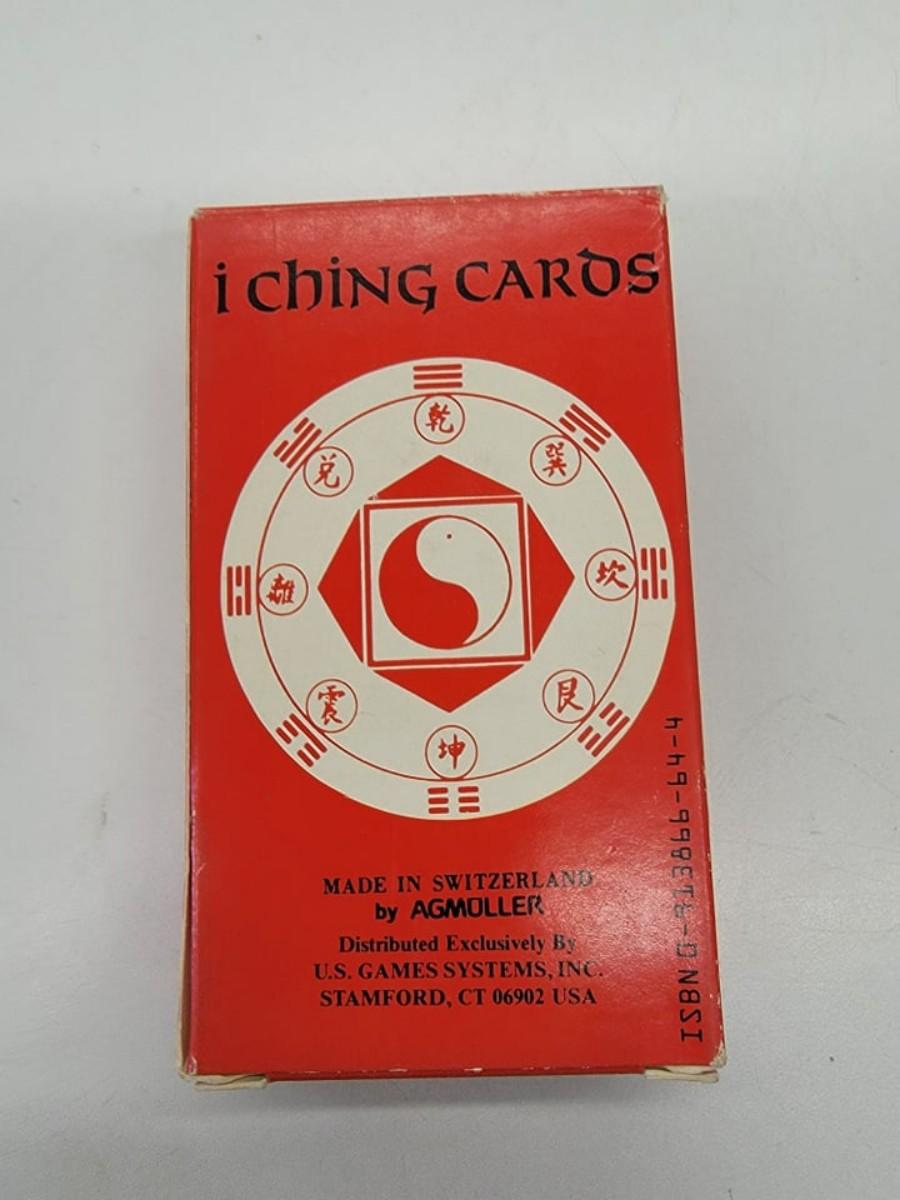 i ching cards
乾
兑
巽
離
坎
震
艮
坤
MADE IN SWITZERLAND
by AGMÜLLER
Distributed Exclusively By
U.S. GAMES SYSTEMS, INC.
STAMFORD, CT 06902 USA
ISBN 0-913866-64-4